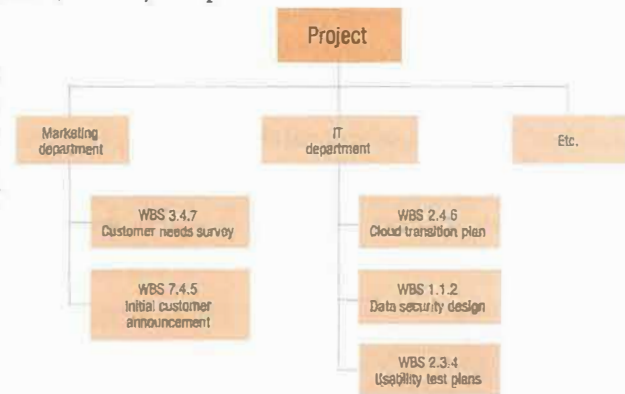 Project
Marketing
department
IT
department
Etc.
WBS 3.4.7
Customer needs survey
WBS 7.4.5
Initial customer
announcement
WBS 2.4.6
Cloud transition plan
WBS 1.1.2
Data security design
WBS 2.3.4
Usability test plans